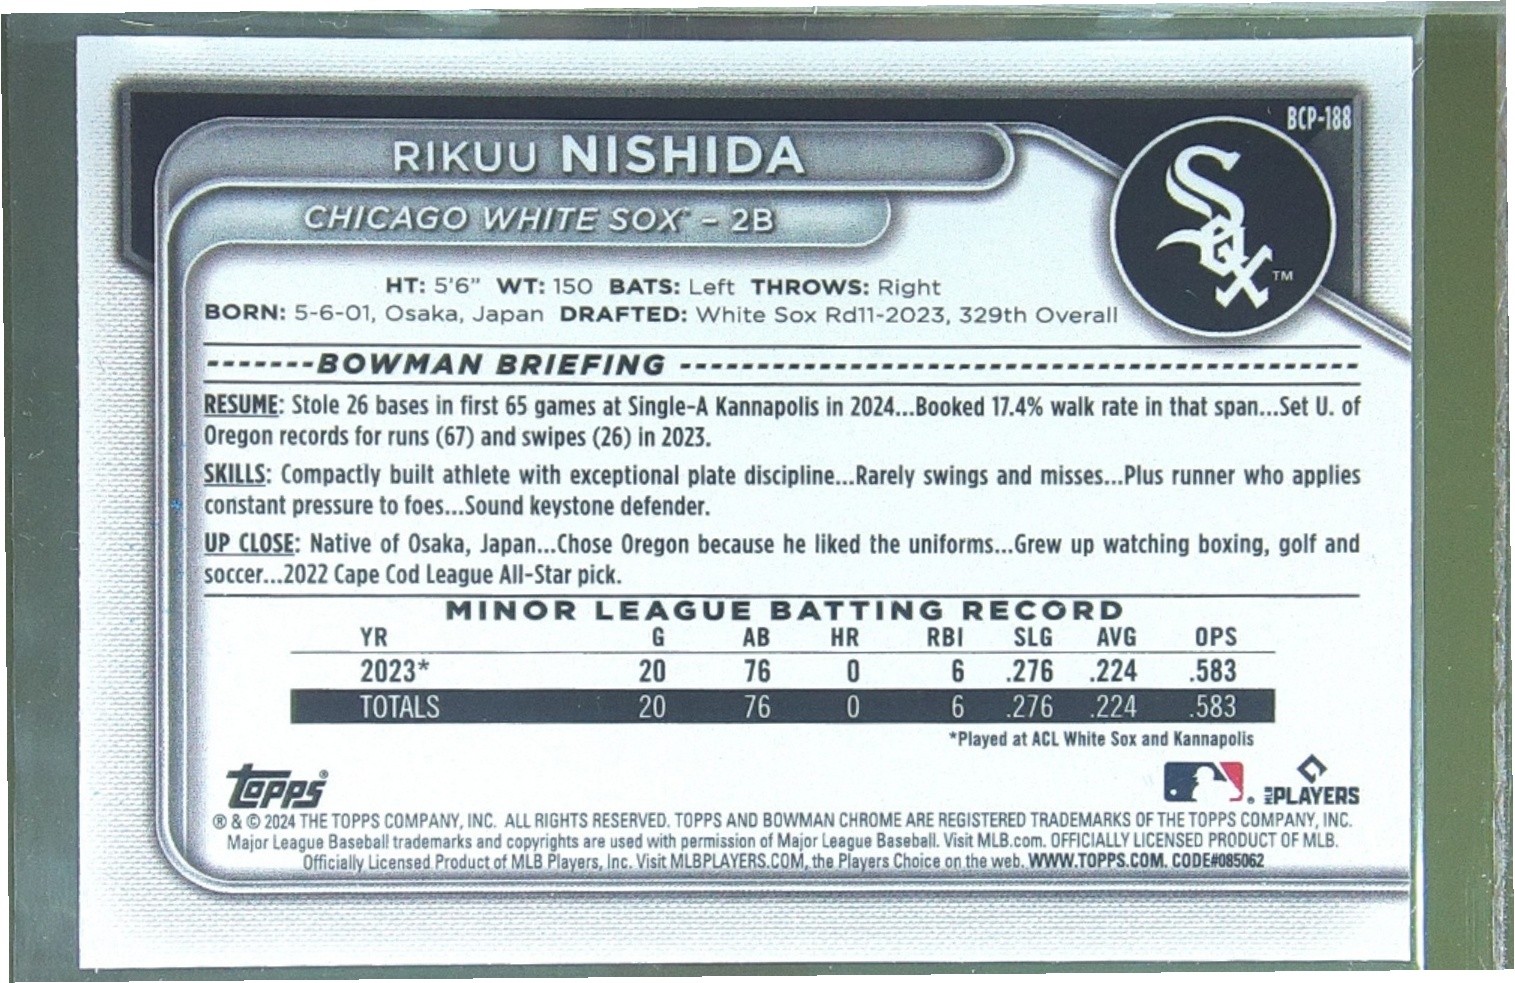 BCP-188
RIKUU NISHIDA
CHICAGO WHITE SOX™ – 2B
Sox ™
HT: 5'6" WT: 150 BATS: Left THROWS: Right
BORN: 5-6-01, Osaka, Japan DRAFTED: White Sox Rd11-2023, 329th Overall
BOWMAN BRIEFING
RESUME: Stole 26 bases in first 65 games at Single-A Kannapolis in 2024...Booked 17.4% walk rate in that span...Set U. of
Oregon records for runs (67) and swipes (26) in 2023.
SKILLS: Compactly built athlete with exceptional plate discipline...Rarely swings and misses...Plus runner who applies
constant pressure to foes...Sound keystone defender.
UP CLOSE: Native of Osaka, Japan...Chose Oregon because he liked the uniforms...Grew up watching boxing, golf and
soccer...2022 Cape Cod League All-Star pick.
MINOR LEAGUE BATTING RECORD
YR G AB HR RBI SLG AVG OPS
2023* 20 76 0 6 .276 .224 .583
TOTALS 20 76 0 6 .276 .224 .583
*Played at ACL White Sox and Kannapolis
Topps®
MLB PLAYERS
® & © 2024 THE TOPPS COMPANY, INC. ALL RIGHTS RESERVED. TOPPS AND BOWMAN CHROME ARE REGISTERED TRADEMARKS OF THE TOPPS COMPANY, INC.
Major League Baseball trademarks and copyrights are used with permission of Major League Baseball. Visit MLB.com. OFFICIALLY LICENSED PRODUCT OF MLB.
Officially Licensed Product of MLB Players, Inc. Visit MLBPLAYERS.COM, the Players Choice on the web. WWW.TOPPS.COM. CODE#085062